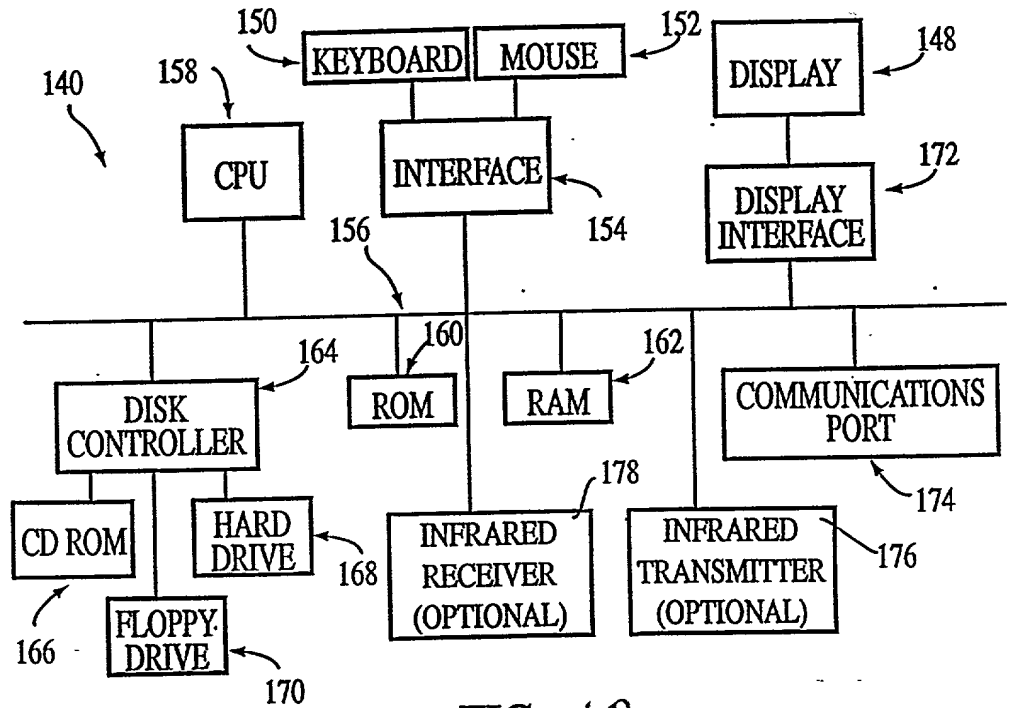 150
KEYBOARD
MOUSE
152
DISPLAY
148
158
140
CPU
INTERFACE
154
172
DISPLAY
INTERFACE
156
164
DISK
CONTROLLER
160
ROM
162
RAM
COMMUNICATIONS
PORT
174
CD ROM
166
HARD
DRIVE
168
FLOPPY
DRIVE
170
178
INFRARED
RECEIVER
(OPTIONAL)
176
INFRARED
TRANSMITTER
(OPTIONAL)